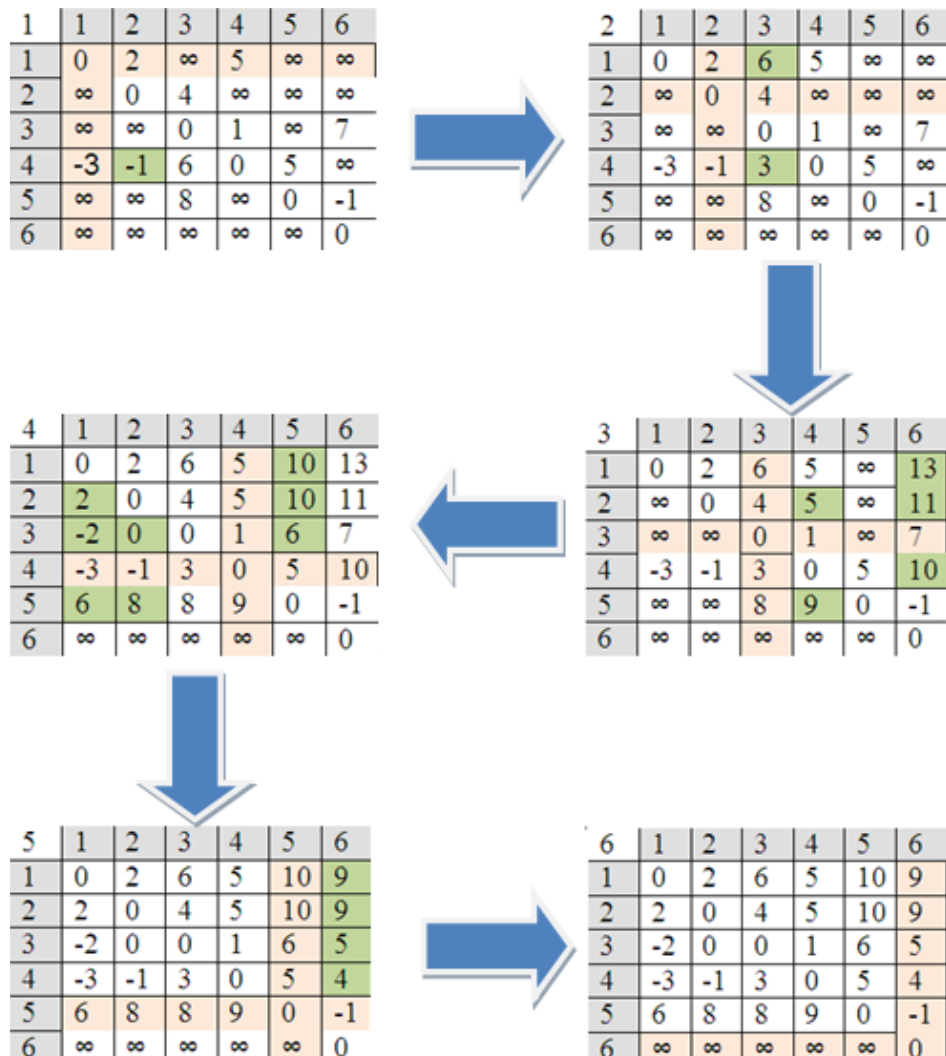 1 1 2 3 4 5 6
1 0 2 ∞ 5 ∞ ∞
2 ∞ 0 4 ∞ ∞ ∞
3 ∞ ∞ 0 1 ∞ 7
4 -3 -1 6 0 5 ∞
5 ∞ ∞ 8 ∞ 0 -1
6 ∞ ∞ ∞ ∞ ∞ 0
2 1 2 3 4 5 6
1 0 2 6 5 ∞ ∞
2 ∞ 0 4 ∞ ∞ ∞
3 ∞ ∞ 0 1 ∞ 7
4 -3 -1 3 0 5 ∞
5 ∞ ∞ 8 ∞ 0 -1
6 ∞ ∞ ∞ ∞ ∞ 0
4 1 2 3 4 5 6
1 0 2 6 5 10 13
2 2 0 4 5 10 11
3 -2 0 0 1 6 7
4 -3 -1 3 0 5 10
5 6 8 8 9 0 -1
6 ∞ ∞ ∞ ∞ ∞ 0
3 1 2 3 4 5 6
1 0 2 6 5 ∞ 13
2 ∞ 0 4 5 ∞ 11
3 ∞ ∞ 0 1 ∞ 7
4 -3 -1 3 0 5 10
5 ∞ ∞ 8 9 0 -1
6 ∞ ∞ ∞ ∞ ∞ 0
5 1 2 3 4 5 6
1 0 2 6 5 10 9
2 2 0 4 5 10 9
3 -2 0 0 1 6 5
4 -3 -1 3 0 5 4
5 6 8 8 9 0 -1
6 ∞ ∞ ∞ ∞ ∞ 0
6 1 2 3 4 5 6
1 0 2 6 5 10 9
2 2 0 4 5 10 9
3 -2 0 0 1 6 5
4 -3 -1 3 0 5 4
5 6 8 8 9 0 -1
6 ∞ ∞ ∞ ∞ ∞ 0